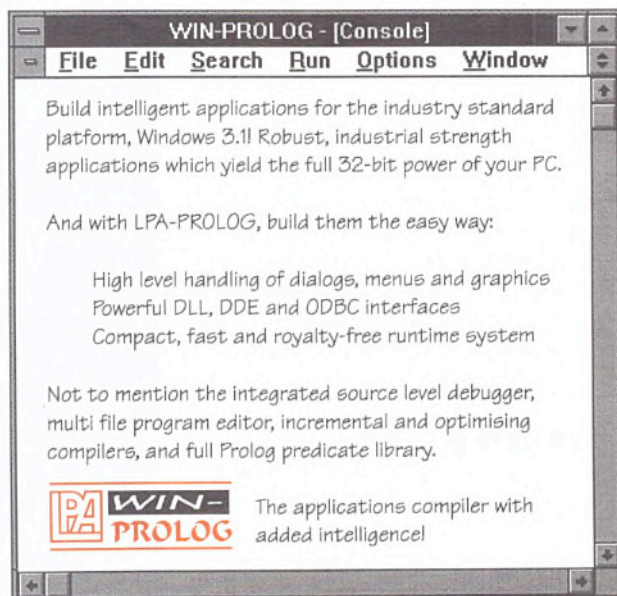 WIN-PROLOG - [Console]
File Edit Search Run Options Window
Build intelligent applications for the industry standard
platform, Windows 3.1! Robust, industrial strength
applications which yield the full 32-bit power of your PC.
And with LPA-PROLOG, build them the easy way:
High level handling of dialogs, menus and graphics
Powerful DLL, DDE and ODBC interfaces
Compact, fast and royalty-free runtime system
Not to mention the integrated source level debugger,
multi file program editor, incremental and optimising
compilers, and full Prolog predicate library.
LPA WIN-
PROLOG
The applications compiler with
added intelligence!